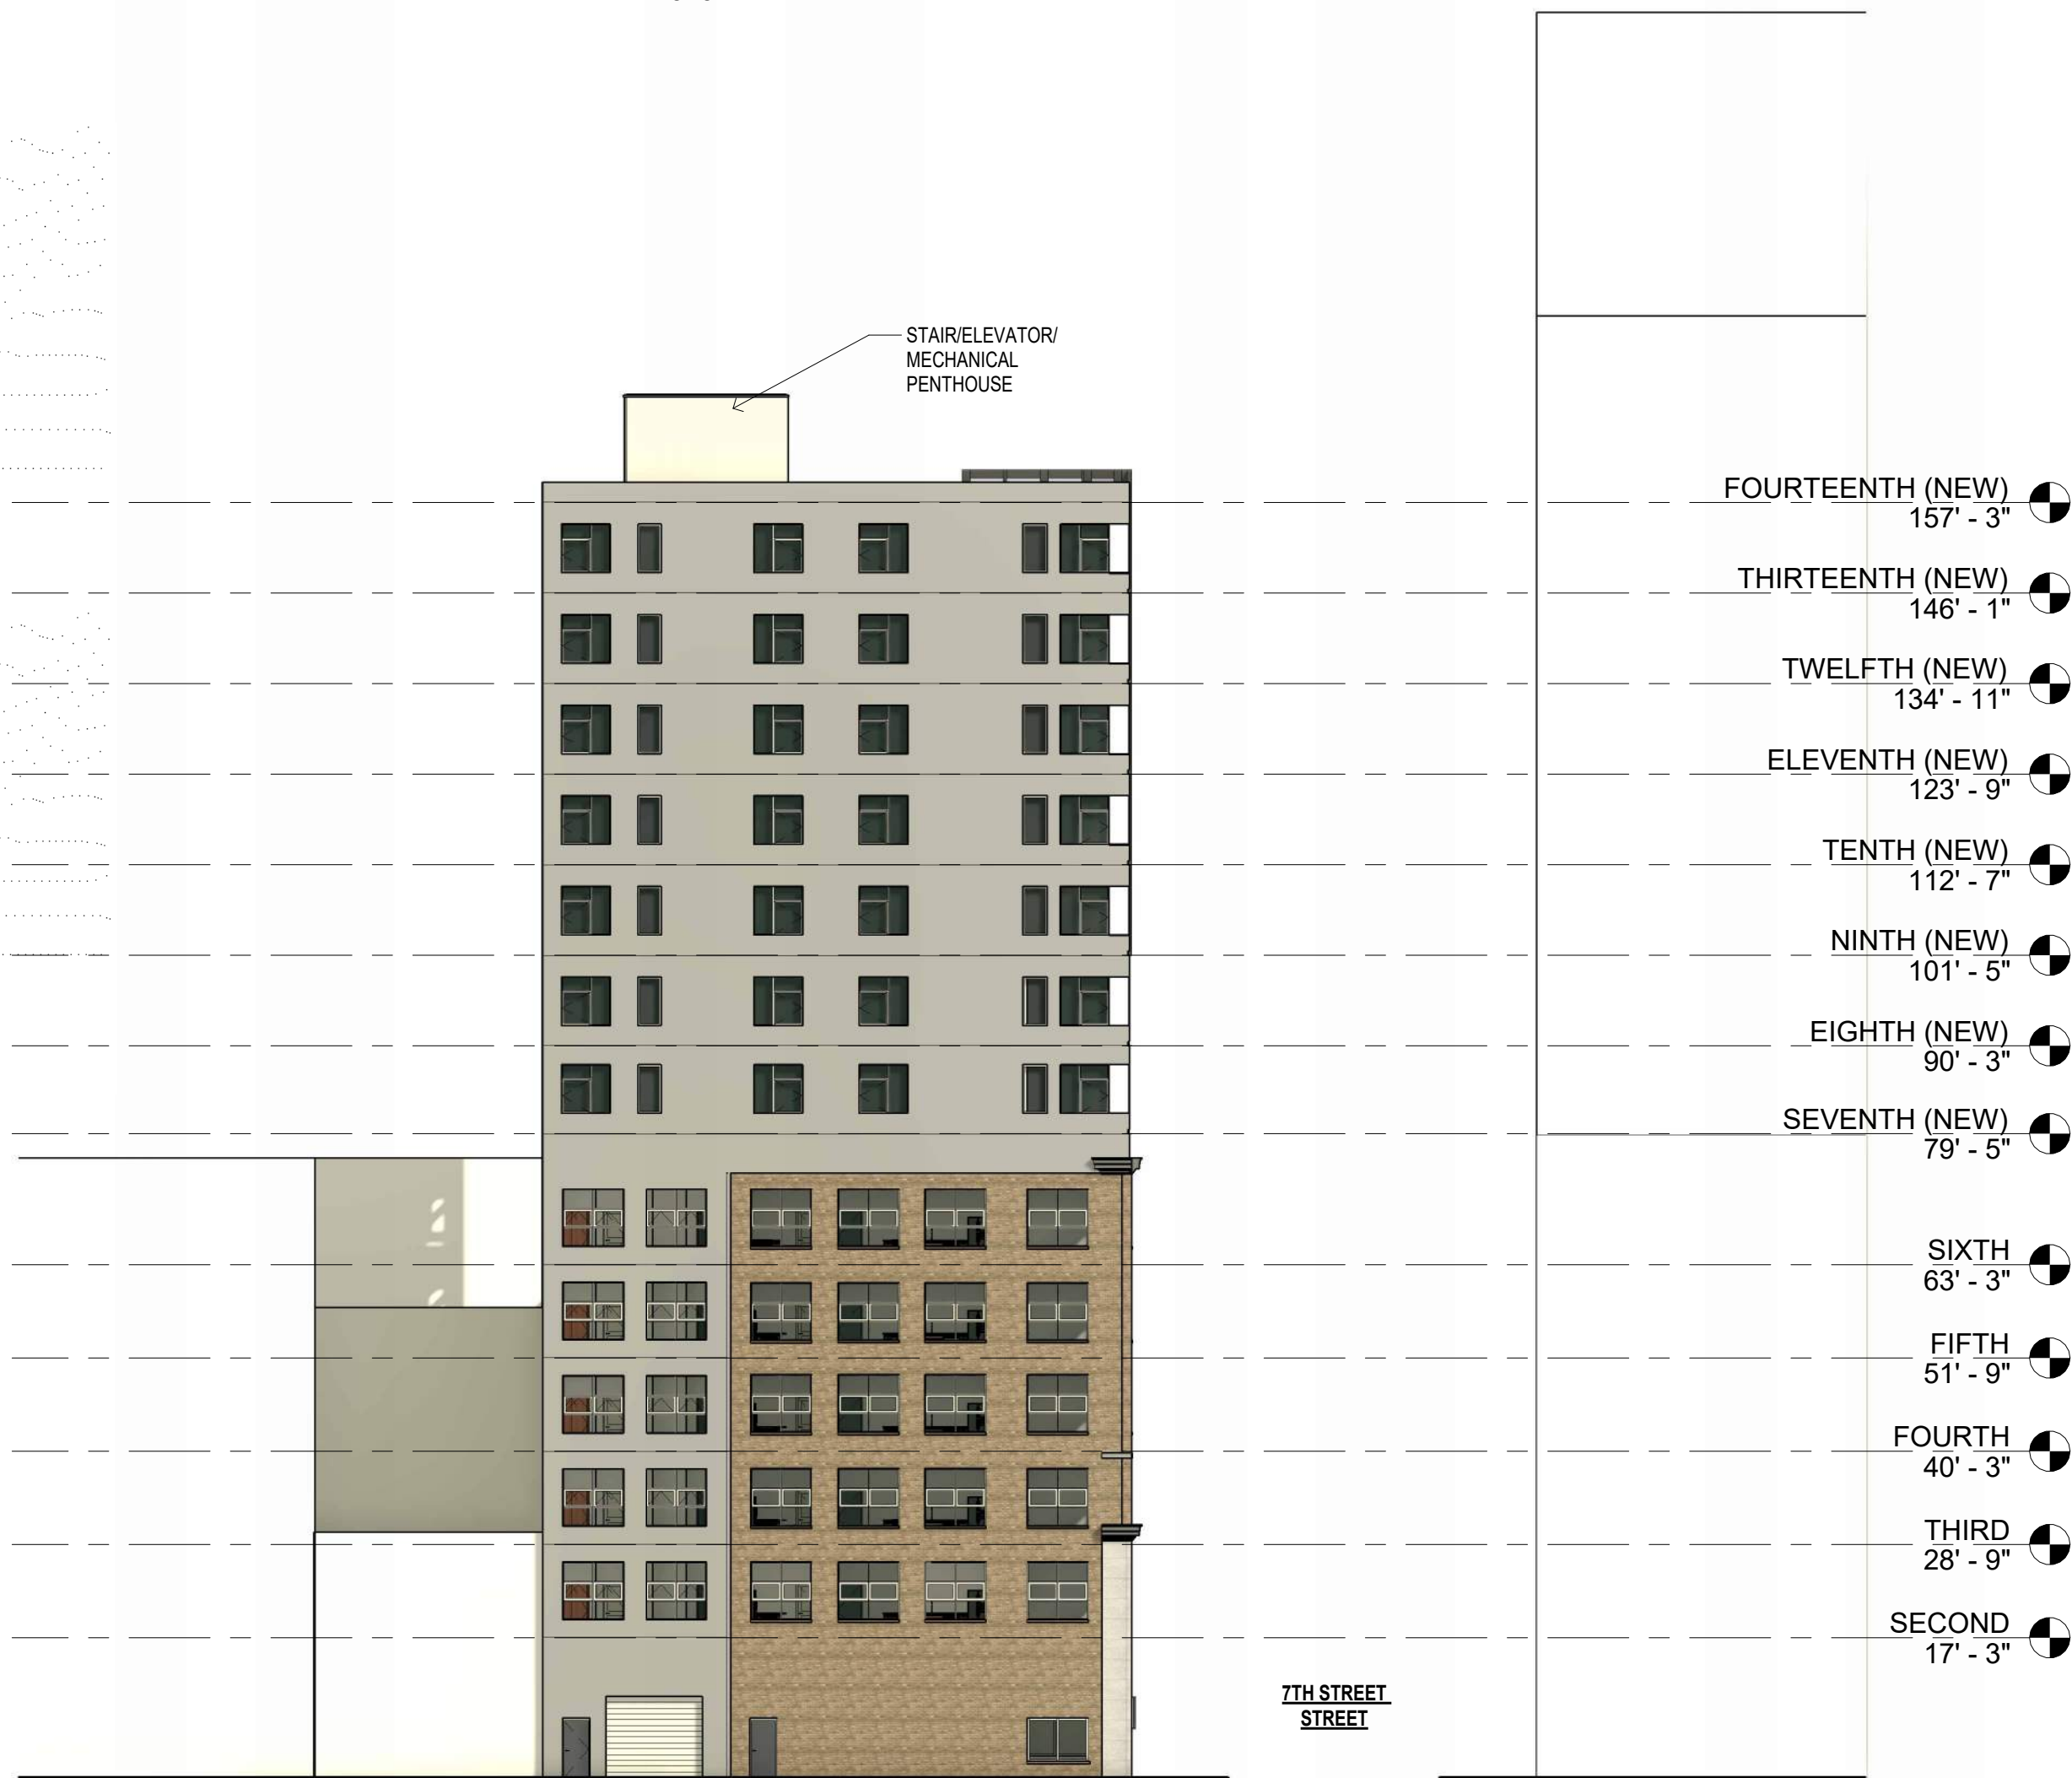 STAIR/ELEVATOR/
MECHANICAL
PENTHOUSE
FOURTEENTH (NEW)
157' - 3"
THIRTEENTH (NEW)
146' - 1"
TWELFTH (NEW)
134' - 11"
ELEVENTH (NEW)
123' - 9"
TENTH (NEW)
112' - 7"
NINTH (NEW)
101' - 5"
EIGHTH (NEW)
90' - 3"
SEVENTH (NEW)
79' - 5"
SIXTH
63' - 3"
FIFTH
51' - 9"
FOURTH
40' - 3"
THIRD
28' - 9"
SECOND
17' - 3"
7TH STREET
STREET